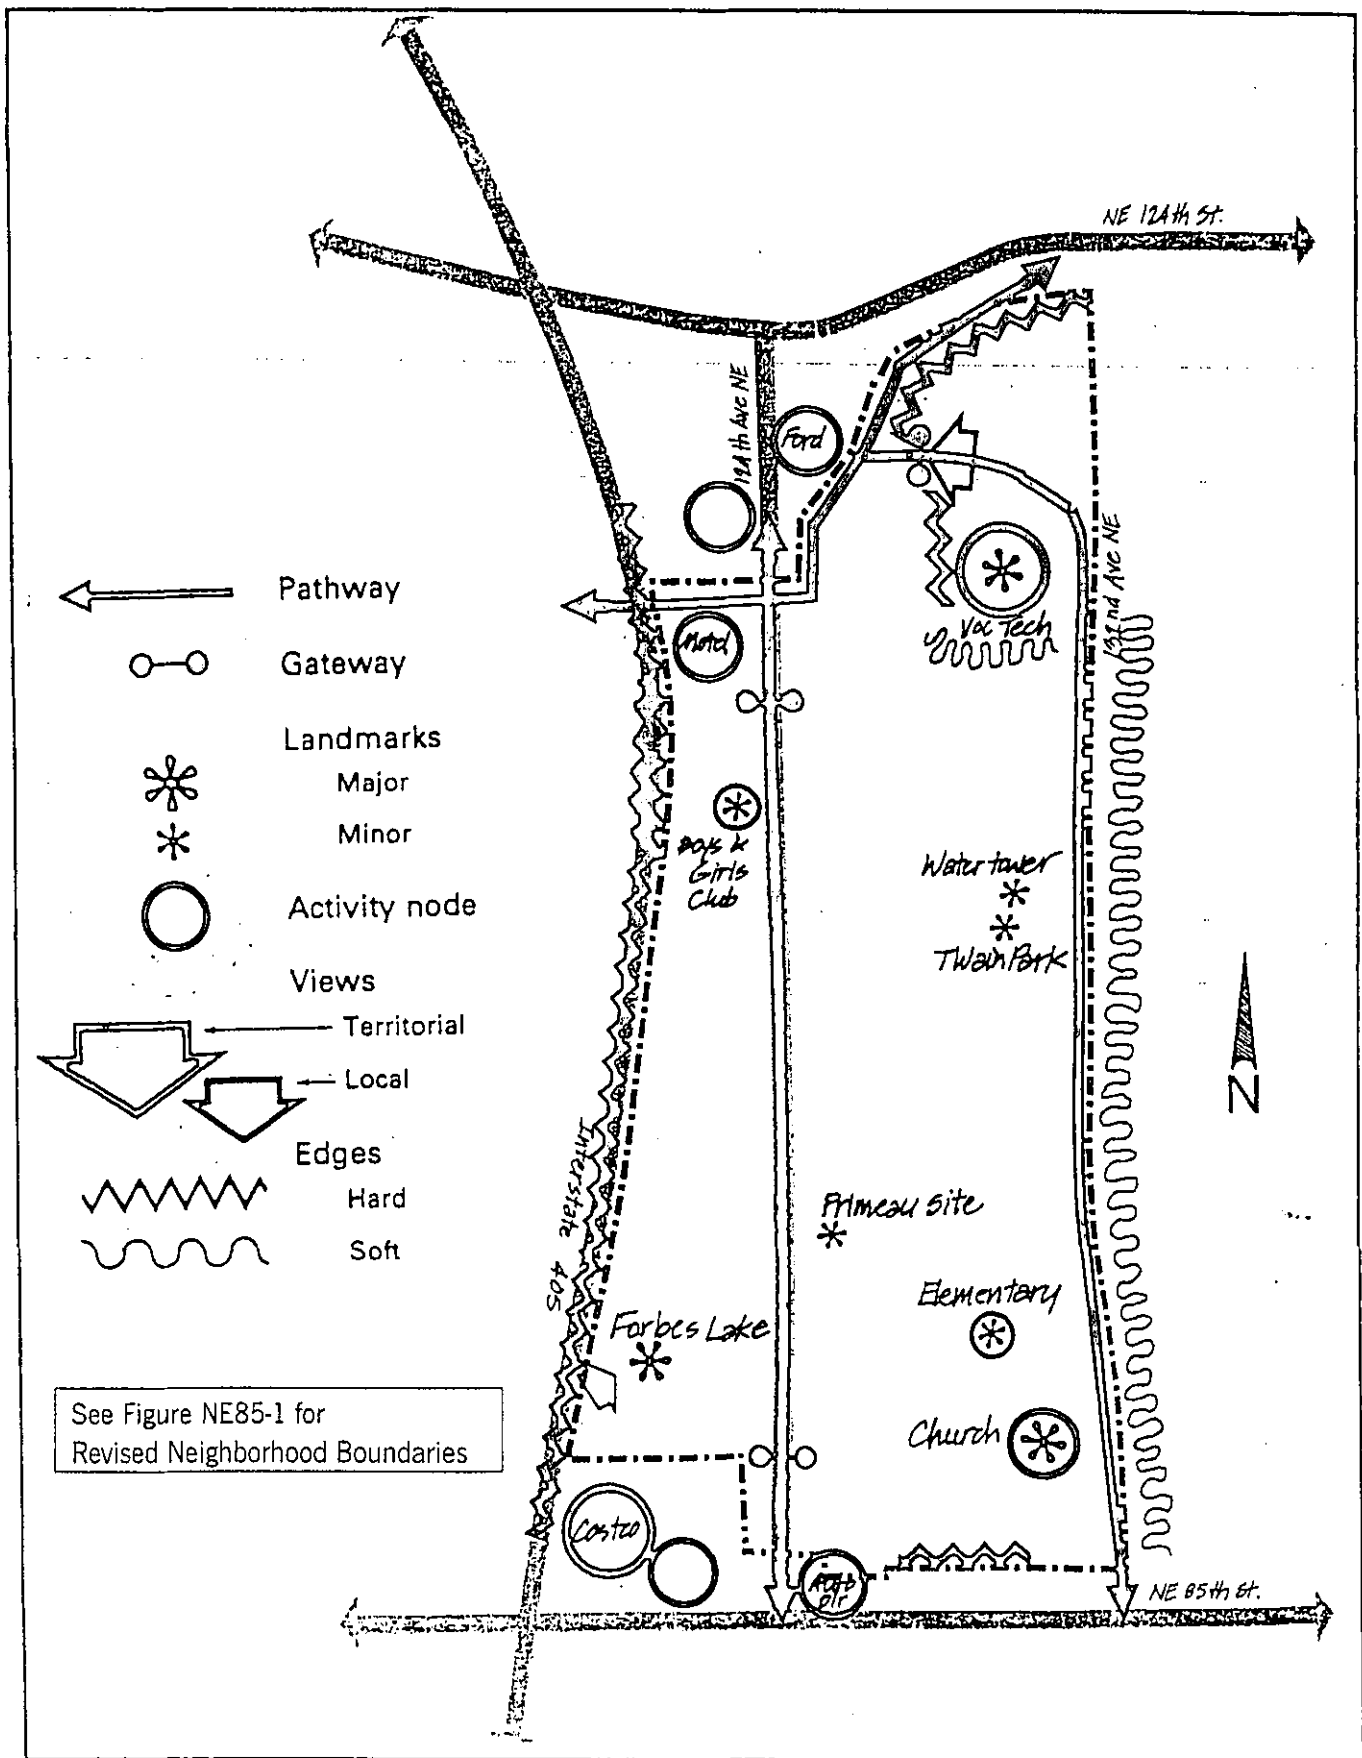 NE 124th St.
124th Ave NE
Ford
132nd Ave NE
Pathway
Gateway
Landmarks
Major
Minor
Activity node
Views
Territorial
Local
Edges
Hard
Soft
Motel
Voc Tech
Boys &
Girls
Club
Water tower
Twain Park
N
Interstate 405
Primeau Site
Elementary
Forbes Lake
Church
See Figure NE85-1 for
Revised Neighborhood Boundaries
Costco
Auto
dlr
NE 85th St.